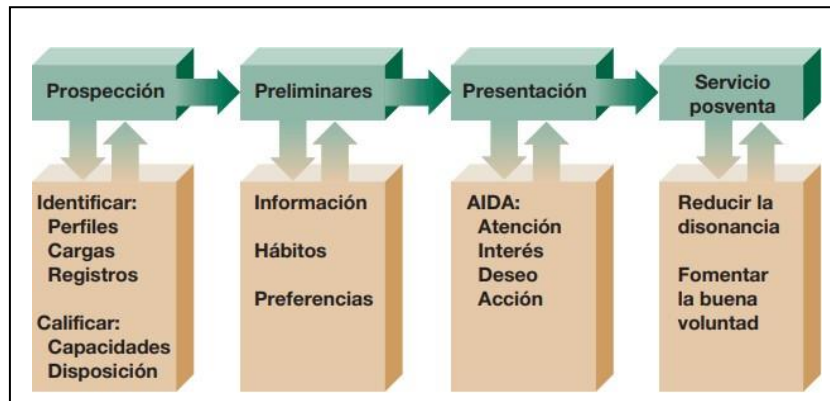 Prospección
Preliminares
Presentación
Servicio
posventa
Identificar:
Perfiles
Cargas
Registros
Calificar:
Capacidades
Disposición
Información
Hábitos
Preferencias
AIDA:
Atención
Interés
Deseo
Acción
Reducir la
disonancia
Fomentar
la buena
voluntad